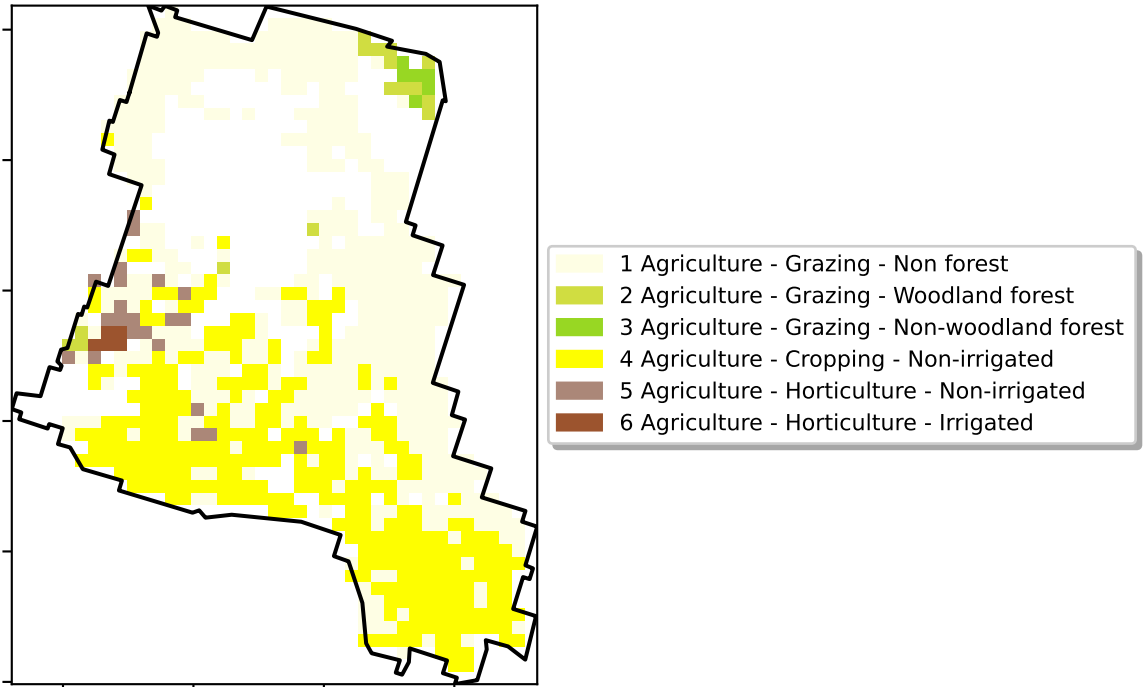 1 Agriculture - Grazing - Non forest
2 Agriculture - Grazing - Woodland forest
3 Agriculture - Grazing - Non-woodland forest
4 Agriculture - Cropping - Non-irrigated
5 Agriculture - Horticulture - Non-irrigated
6 Agriculture - Horticulture - Irrigated